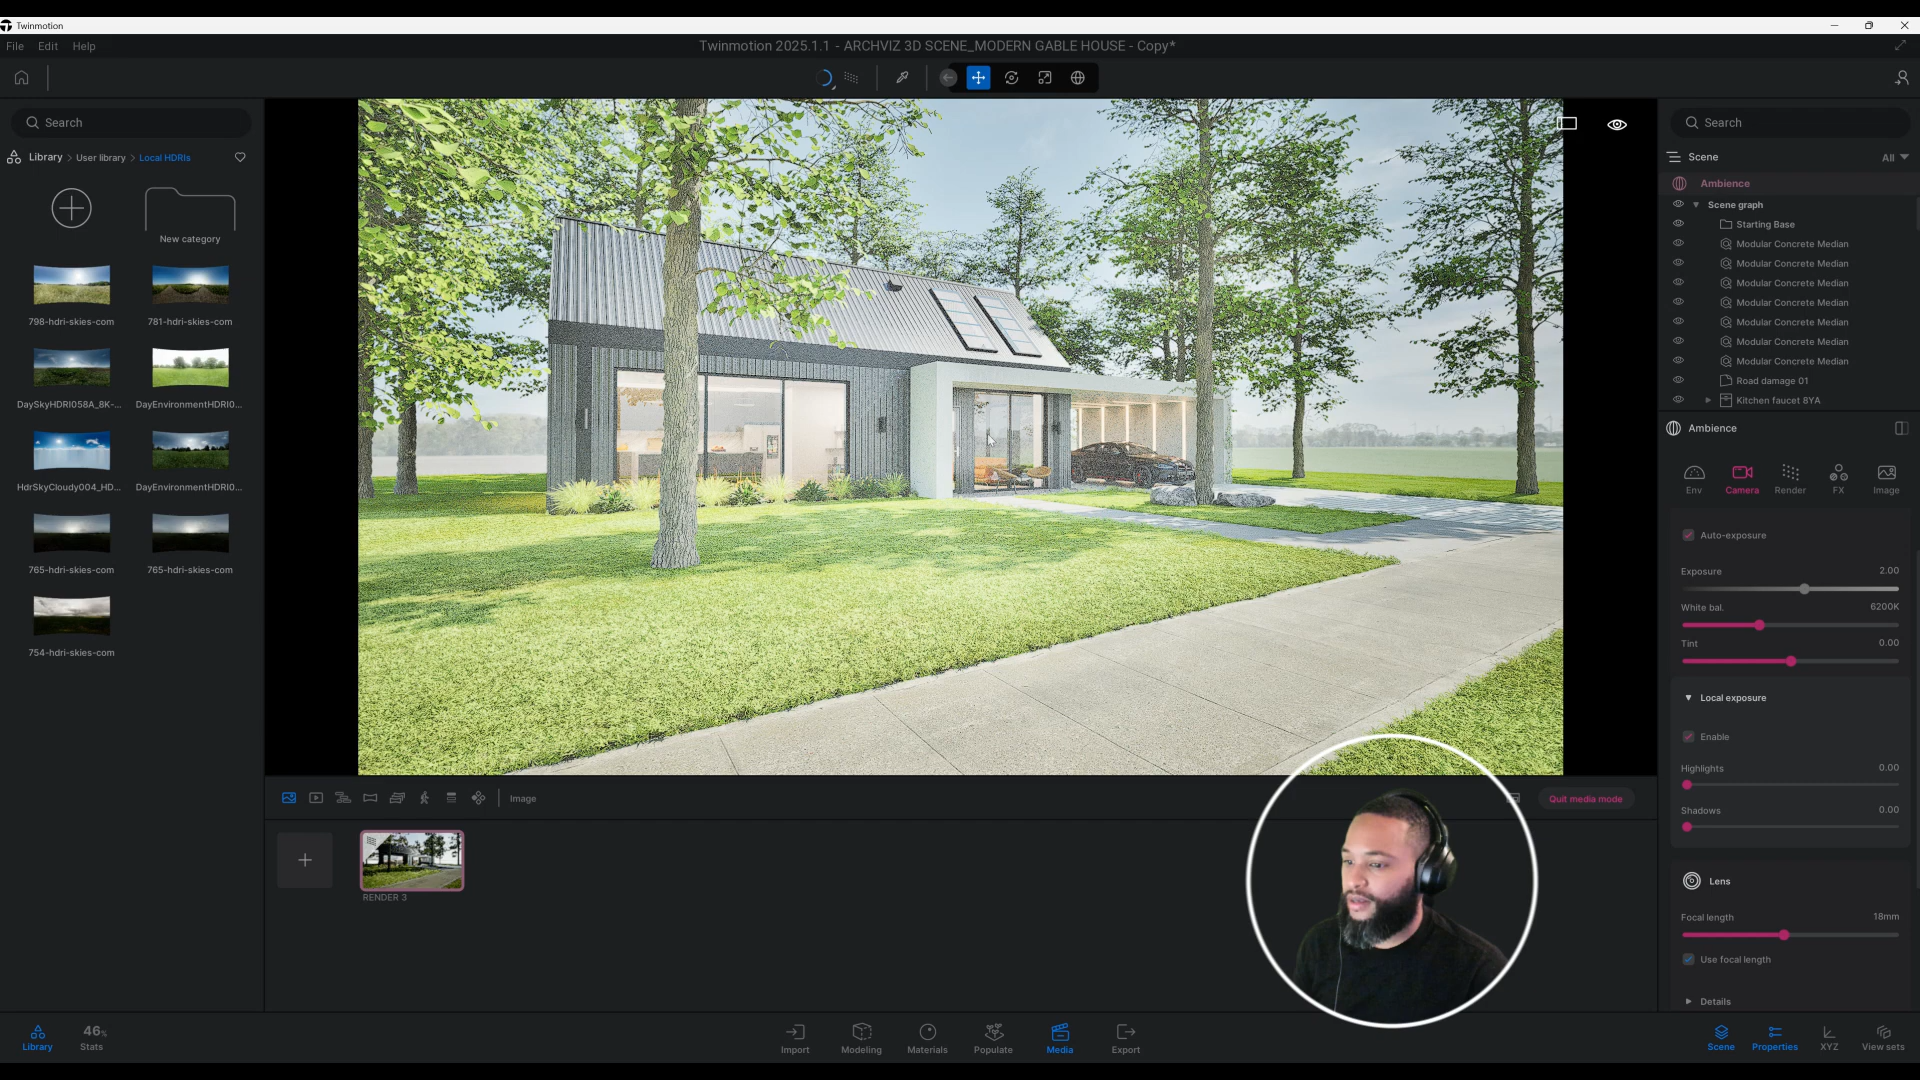 Twinmotion
File Edit Help
Twinmotion 2025.1.1 - ARCHVIZ 3D SCENE_MODERN GABLE HOUSE - Copy*
Search
Library > User library > Local HDRIs
New category
798-hdri-skies-com
781-hdri-skies-com
DaySkyHDRI058A_8K-...
DayEnvironmentHDRI0...
HdrSkyCloudy004_HD...
DayEnvironmentHDRI0...
765-hdri-skies-com
765-hdri-skies-com
754-hdri-skies-com
Search
Scene All
Ambience
Scene graph
Starting Base
Modular Concrete Median
Modular Concrete Median
Modular Concrete Median
Modular Concrete Median
Modular Concrete Median
Modular Concrete Median
Modular Concrete Median
Road damage 01
Kitchen faucet 8YA
Ambience
Env Camera Render FX Image
Auto-exposure
Exposure 2.00
White bal. 6200K
Tint 0.00
Local exposure
Enable
Highlights 0.00
Shadows 0.00
Lens
Focal length 18mm
Use focal length
Details
Image
Quit media mode
RENDER 3
Library
46% Stats
Import
Modeling
Materials
Populate
Media
Export
Scene
Properties
XYZ
View sets